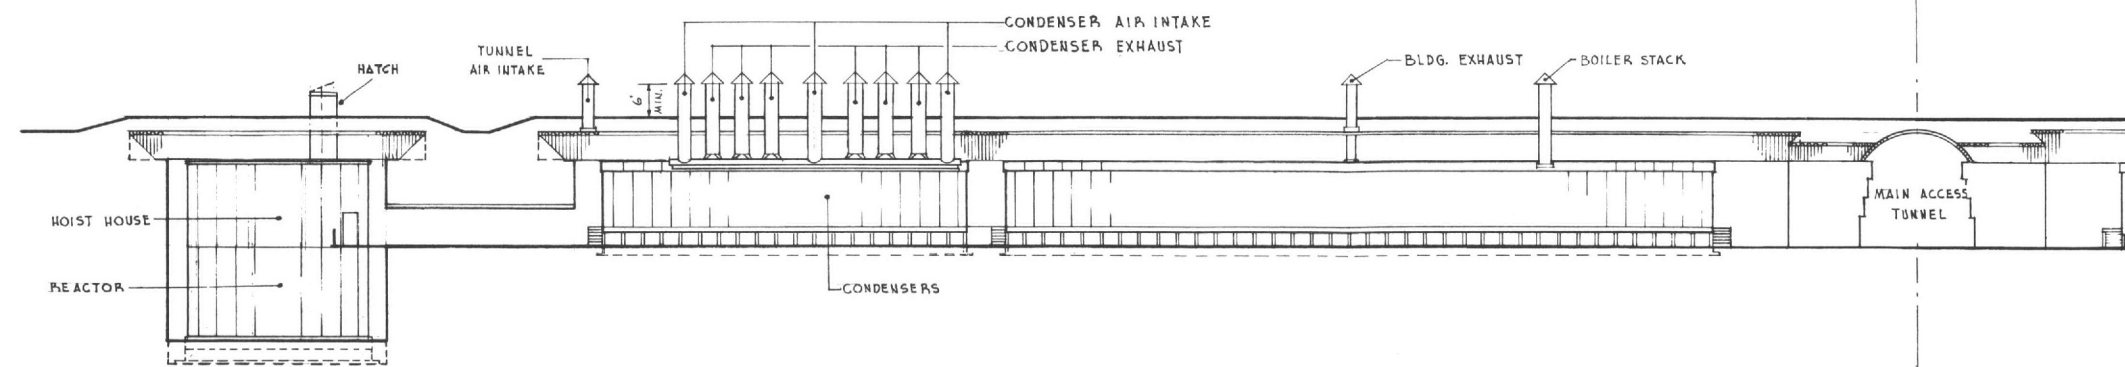 CONDENSER AIR INTAKE
CONDENSER EXHAUST
TUNNEL
AIR INTAKE
HATCH
6'
MIN.
BLDG. EXHAUST
BOILER STACK
HOIST HOUSE
MAIN ACCESS
TUNNEL
REACTOR
CONDENSERS